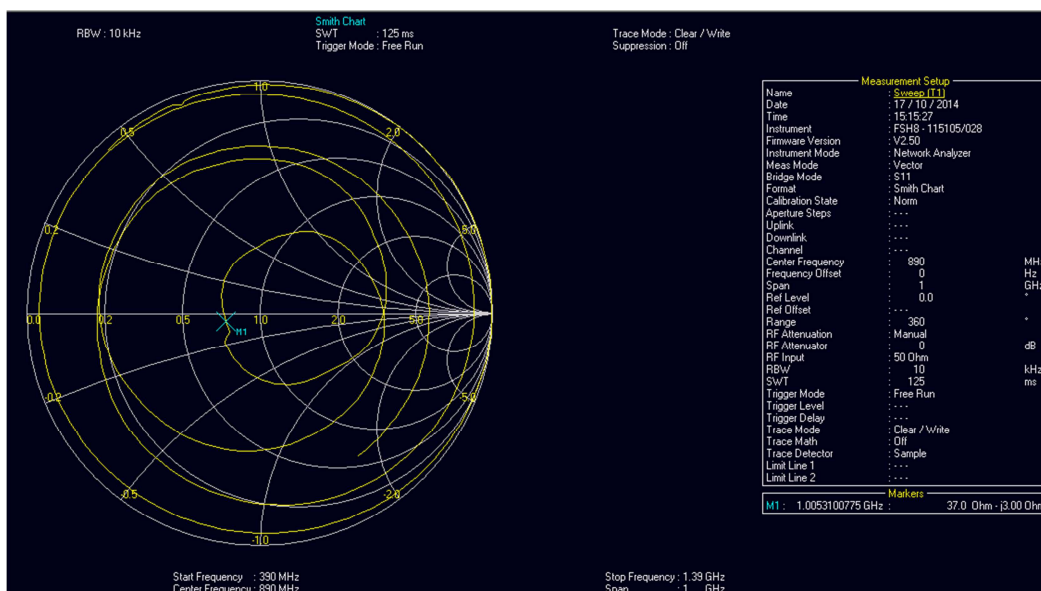 Smith Chart
RBW : 10 kHz SWT : 125 ms Trace Mode : Clear / Write
Trigger Mode : Free Run Suppression : Off
1.0
0.5 2.0
0.2 5.0
0.0 0.2 0.5 1.0 2.0 5.0
M1
-0.2 -5.0
-0.5 -2.0
-1.0
Measurement Setup
Name : Sweep (T1)
Date : 17 / 10 / 2014
Time : 15:15:27
Instrument : FSH8 - 115105/028
Firmware Version : V2.50
Instrument Mode : Network Analyzer
Meas Mode : Vector
Bridge Mode : S11
Format : Smith Chart
Calibration State : Norm
Aperture Steps : - - -
Uplink : - - -
Downlink : - - -
Channel : - - -
Center Frequency : 890 MHz
Frequency Offset : 0 Hz
Span : 1 GHz
Ref Level : 0.0 °
Ref Offset : - - -
Range : 360 °
RF Attenuation : Manual
RF Attenuator : 0 dB
RF Input : 50 Ohm
RBW : 10 kHz
SWT : 125 ms
Trigger Mode : Free Run
Trigger Level : - - -
Trigger Delay : - - -
Trace Mode : Clear / Write
Trace Math : Off
Trace Detector : Sample
Limit Line 1 : - - -
Limit Line 2 : - - -
Markers
M1 : 1.0053100775 GHz : 37.0 Ohm - j3.00 Ohm
Start Frequency : 390 MHz Stop Frequency : 1.39 GHz
Center Frequency : 890 MHz Span : 1 GHz